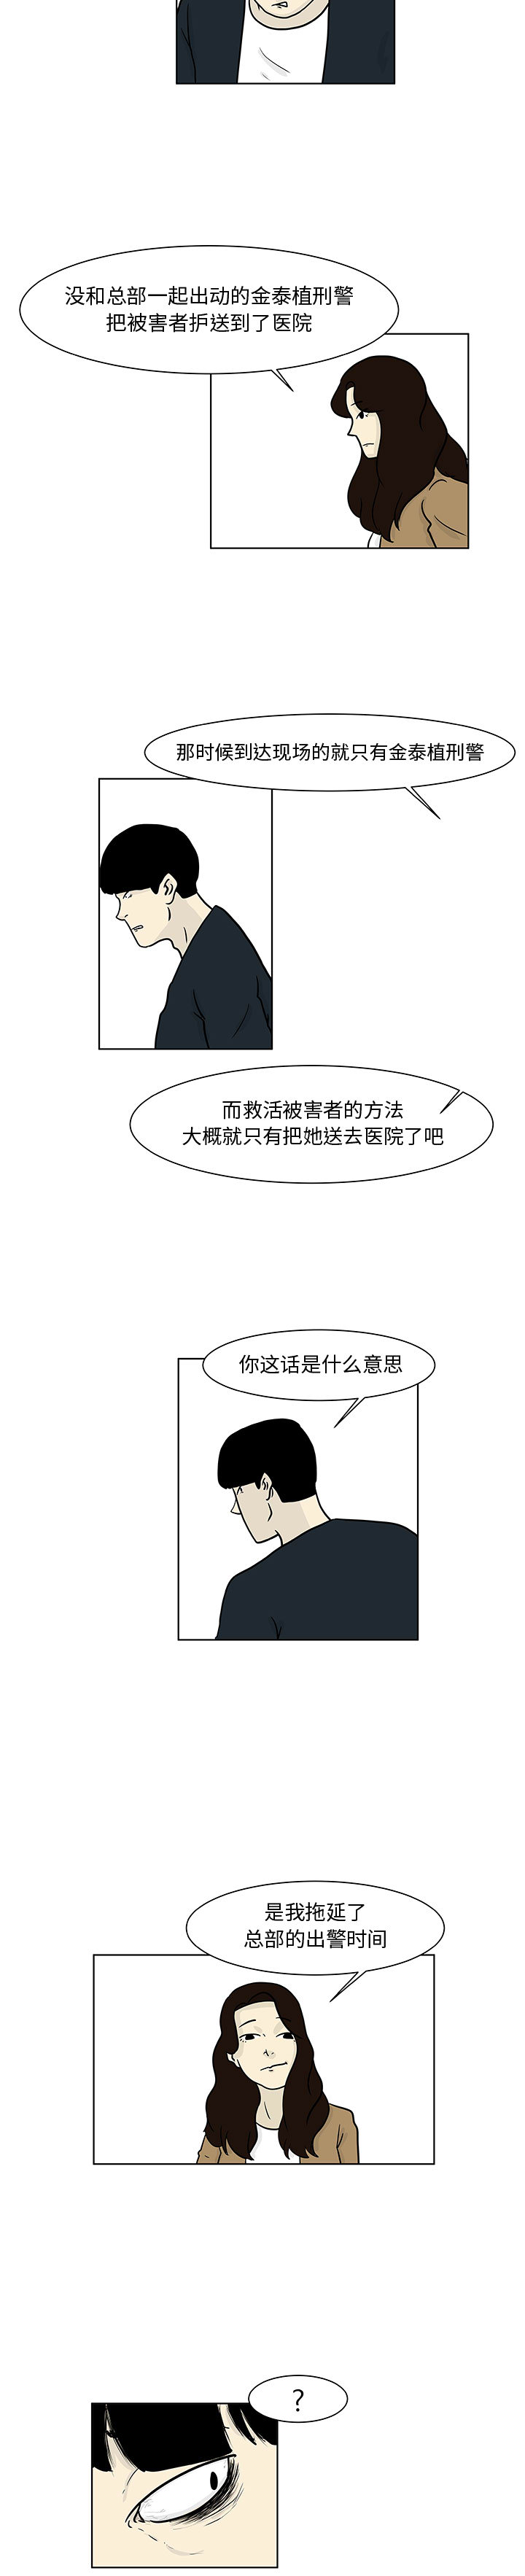 没和总部一起出动的金泰植刑警
把被害者护送到了医院
那时候到达现场的就只有金泰植刑警
而救活被害者的方法
大概就只有把她送去医院了吧
你这话是什么意思
是我拖延了
总部的出警时间
?